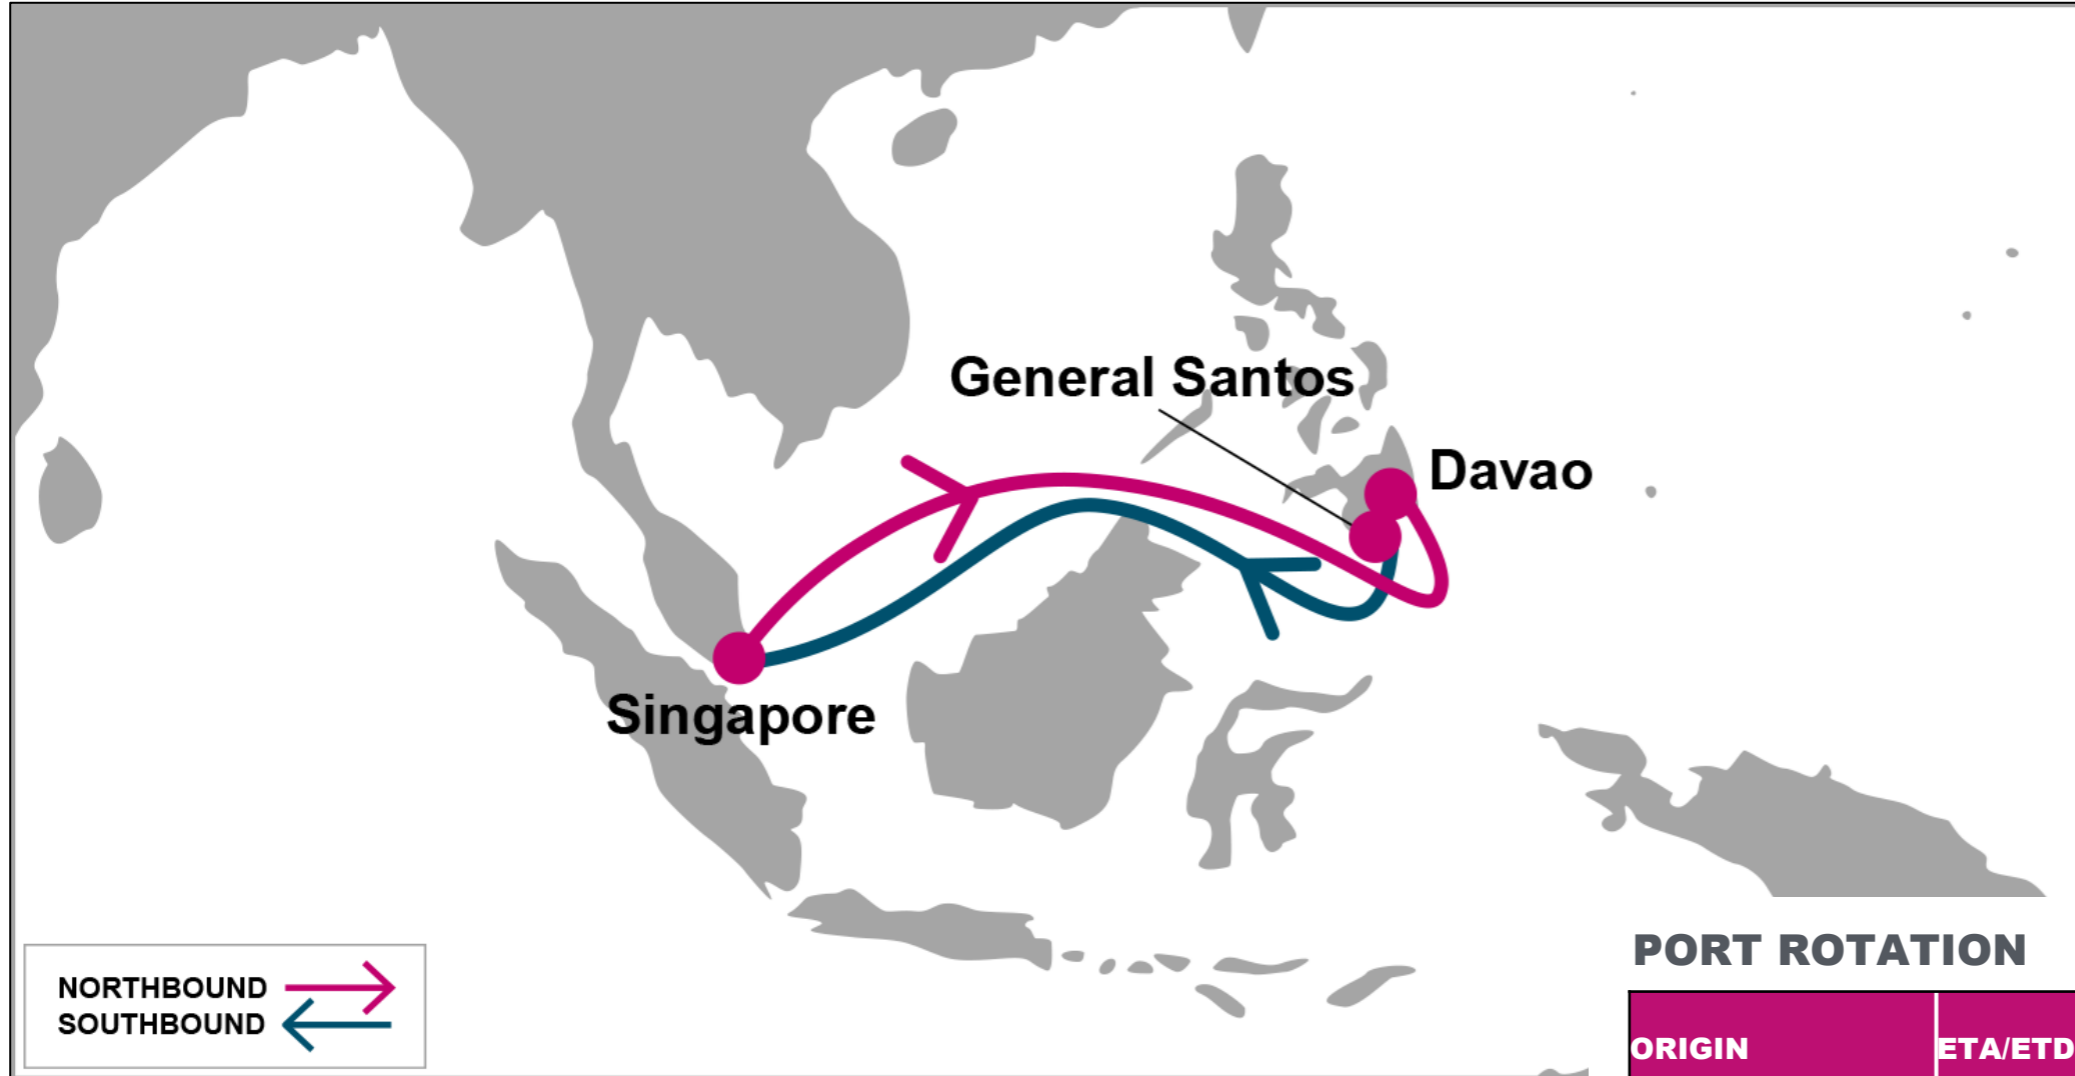 General Santos
Davao
Singapore
NORTHBOUND
SOUTHBOUND
PORT ROTATION
ORIGIN
ETA/ETD